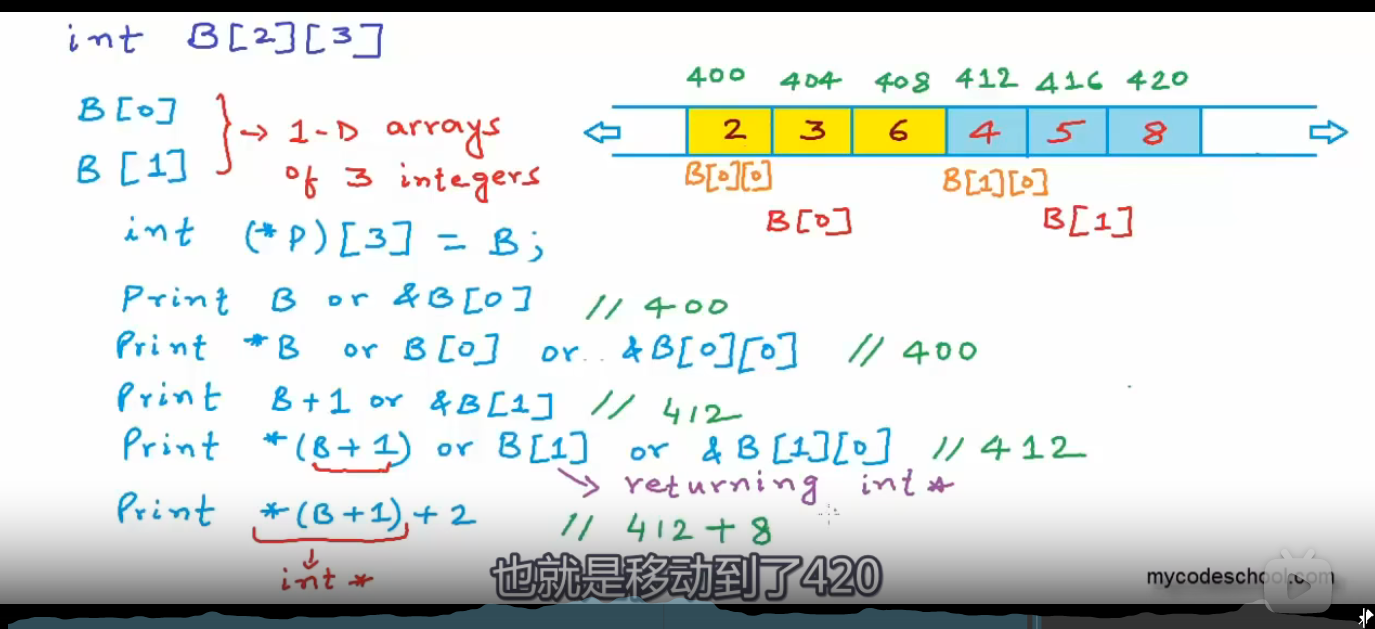 int B[2][3]
400 404 408 412 416 420
2 3 6 4 5 8
B[0][0] B[1][0]
B[0] B[1]
B[0]
B[1]
→ 1-D arrays
of 3 integers
int (*P)[3] = B;
Print B or &B[0] // 400
Print *B or B[0] or &B[0][0] // 400
Print B+1 or &B[1] // 412
Print *(B+1) or B[1] or &B[1][0] // 412
→ returning int*
Print *(B+1)+2 // 412+8
int *
也就是移动到了420
mycodeschool.com